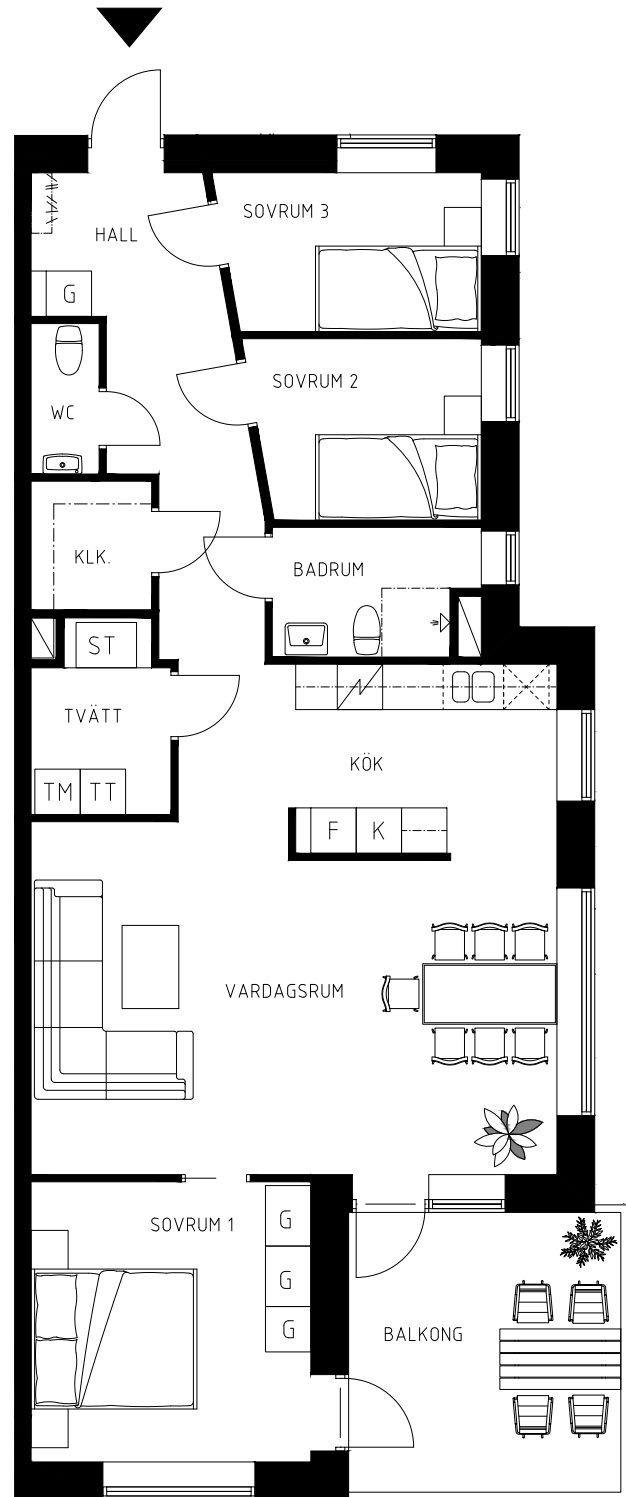 SOVRUM 3
HALL
G
SOVRUM 2
WC
KLK.
BADRUM
ST
TVÄTT
KÖK
TM TT
F K
VARDAGSRUM
G
SOVRUM 1
G
G
BALKONG